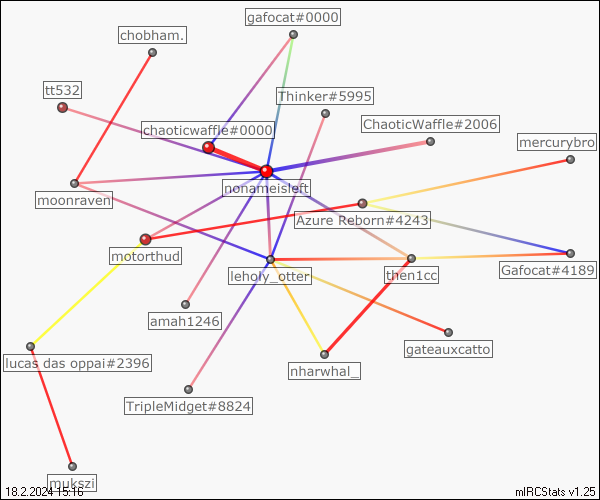 gafocat#0000
chobham.
tt532
Thinker#5995
chaoticwaffle#0000
ChaoticWaffle#2006
mercurybro
nonameisleft
moonraven
Azure Reborn#4243
motorthud
leholy_otter
then1cc
Gafocat#4189
amah1246
gateauxcatto
lucas das oppai#2396
nharwhal_
TripleMidget#8824
mukszi
18.2.2024 15:16
mIRCStats v1.25